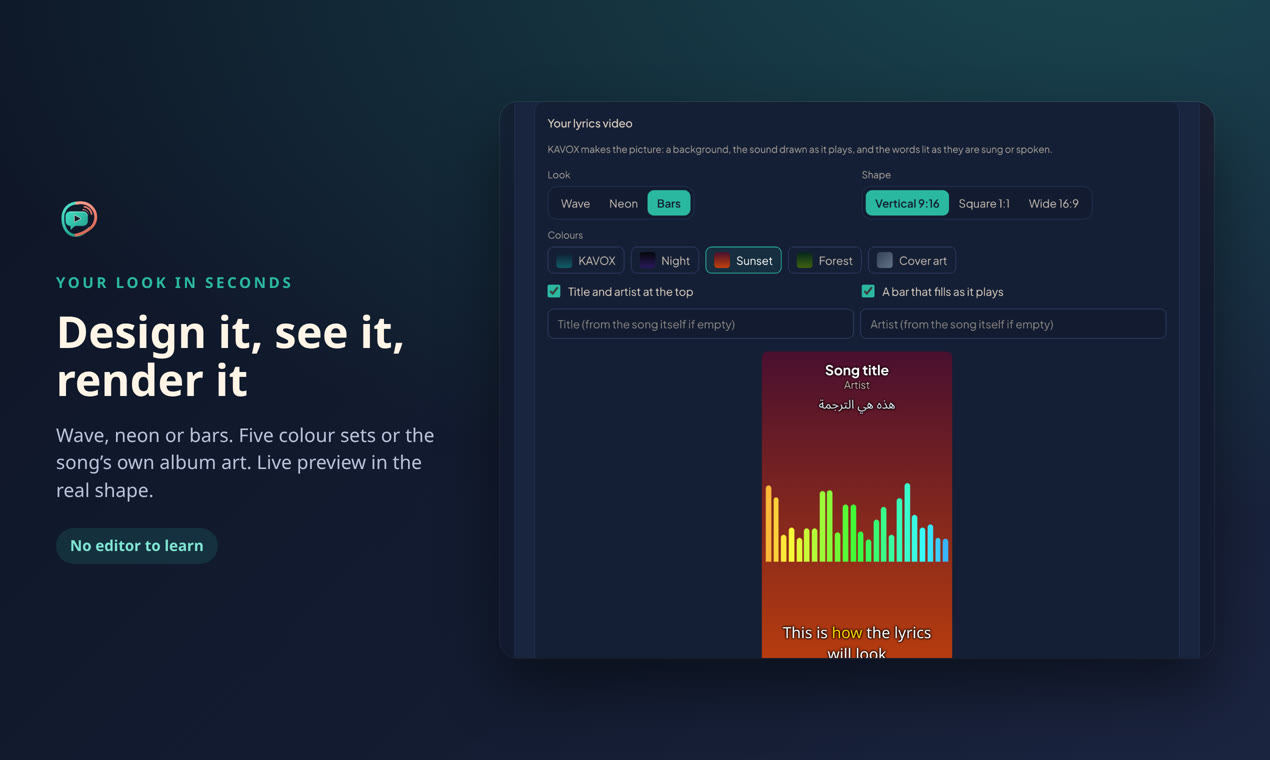 YOUR LOOK IN SECONDS
Design it, see it,
render it
Wave, neon or bars. Five colour sets or the
song’s own album art. Live preview in the
real shape.
No editor to learn
Your lyrics video
KAVOX makes the picture: a background, the sound drawn as it plays, and the words lit as they are sung or spoken.
Look
Wave Neon Bars
Shape
Vertical 9:16 Square 1:1 Wide 16:9
Colours
KAVOX Night Sunset Forest Cover art
Title and artist at the top
A bar that fills as it plays
Title (from the song itself if empty)
Artist (from the song itself if empty)
Song title
Artist
هذه هي الترجمة
This is how the lyrics
will look